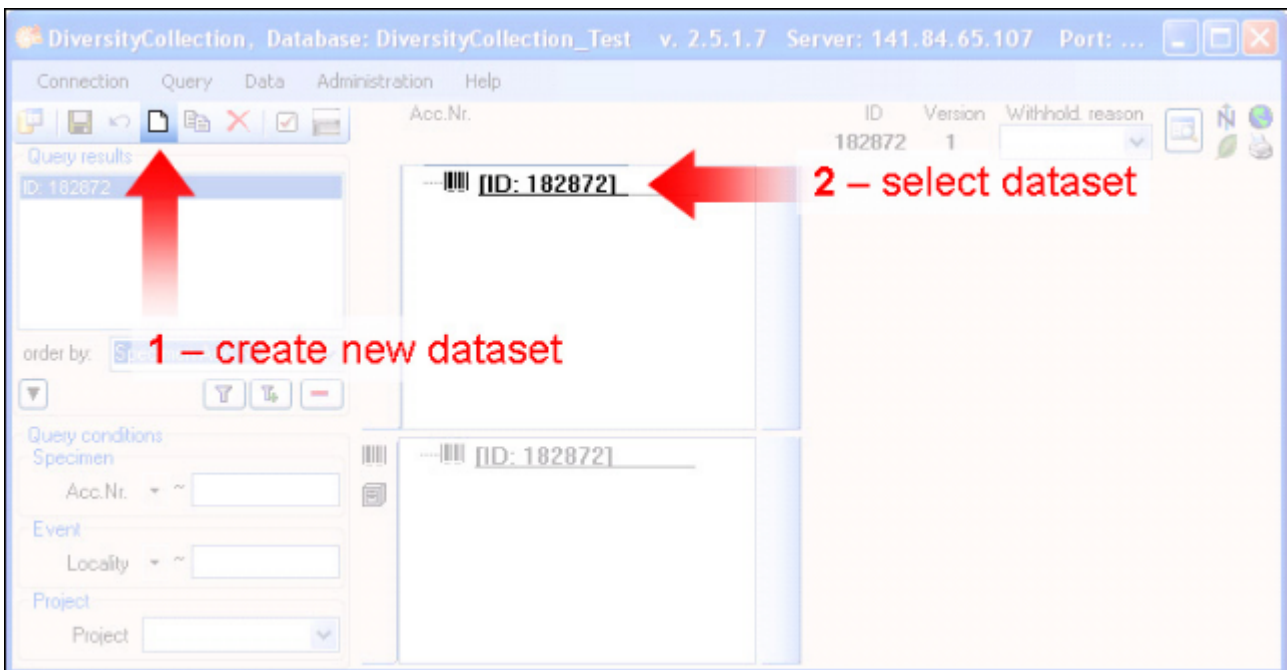 DiversityCollection, Database: DiversityCollection_Test v. 2.5.1.7 Server: 141.84.65.107 Port: ...
Connection Query Data Administration Help
Acc.Nr.
ID Version Withhold. reason
182872 1
Query results
ID: 182872
[ID: 182872]
2 – select dataset
1 – create new dataset
order by:
Query conditions
Specimen
[ID: 182872]
Acc.Nr. ~
Event
Locality ~
Project
Project